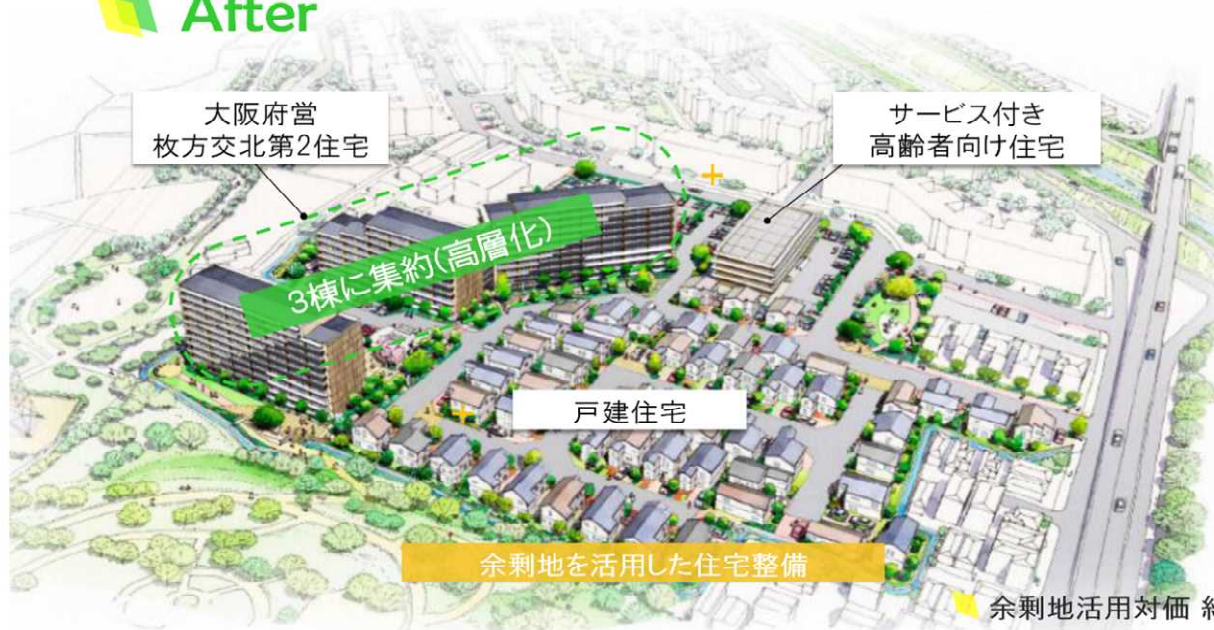 After
大阪府営
枚方交北第2住宅
サービス付き
高齢者向け住宅
3棟に集約(高層化)
戸建住宅
余剰地を活用した住宅整備
余剰地活用対価